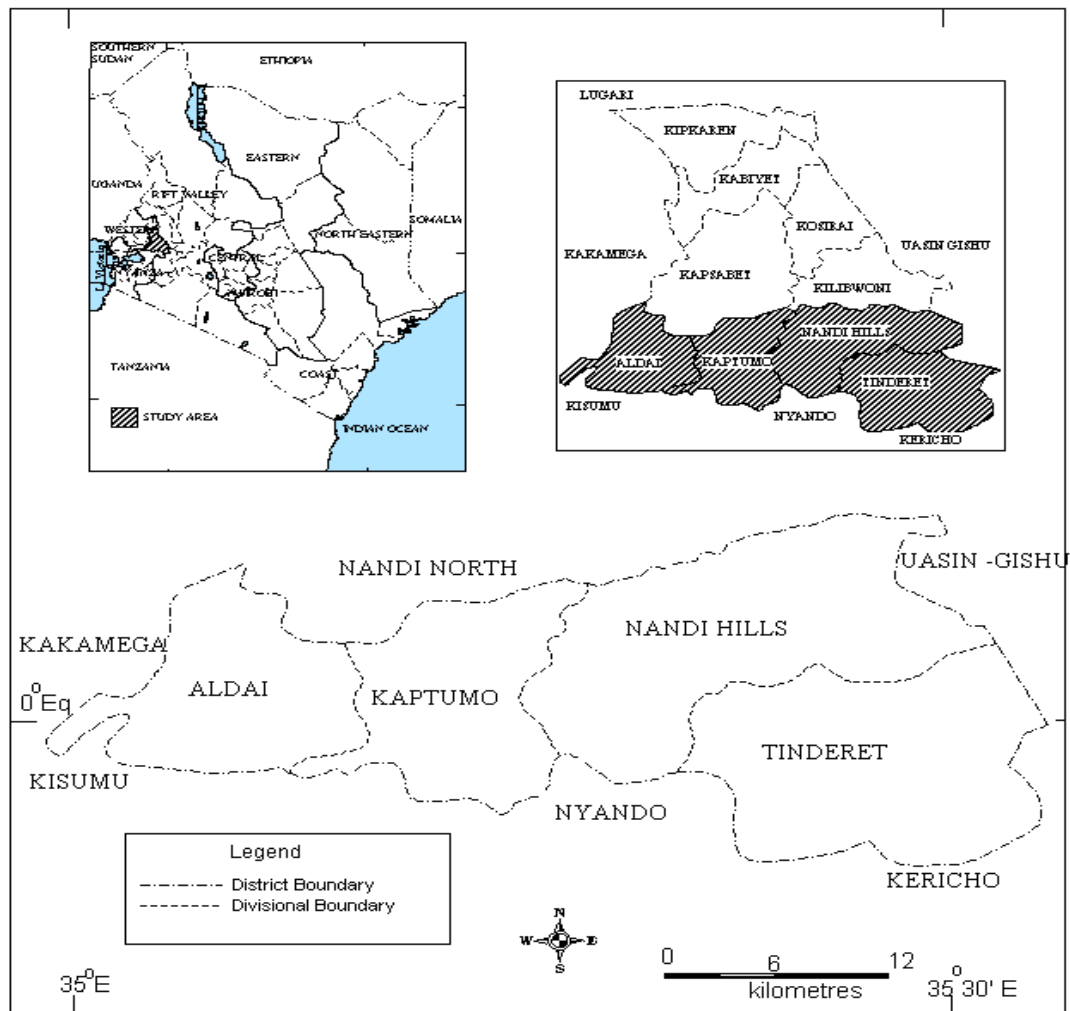 SOUTHERN
SUDAN
ETHIOPIA
EASTERN
UGANDA
RIFT VALLEY
SOMALIA
WESTERN
NORTH EASTERN
CENTRAL
TANZANIA
COAST
STUDY AREA
INDIAN OCEAN
LUGARI
KIPKAREN
KABIYET
KOSIRAI
UASIN GISHU
KAKAMEGA
KAPSABET
KILIBWONI
NANDI HILLS
ALDAI
KAPTUMO
TINDERET
KISUMU
NYANDO
KERICHO
NANDI NORTH
UASIN -GISHU
NANDI HILLS
KAKAMEGA
ALDAI
KAPTUMO
0°Eq
TINDERET
KISUMU
NYANDO
KERICHO
Legend
District Boundary
Divisional Boundary
N
W E
S
0 6 12
kilometres
35°E
35° 30' E